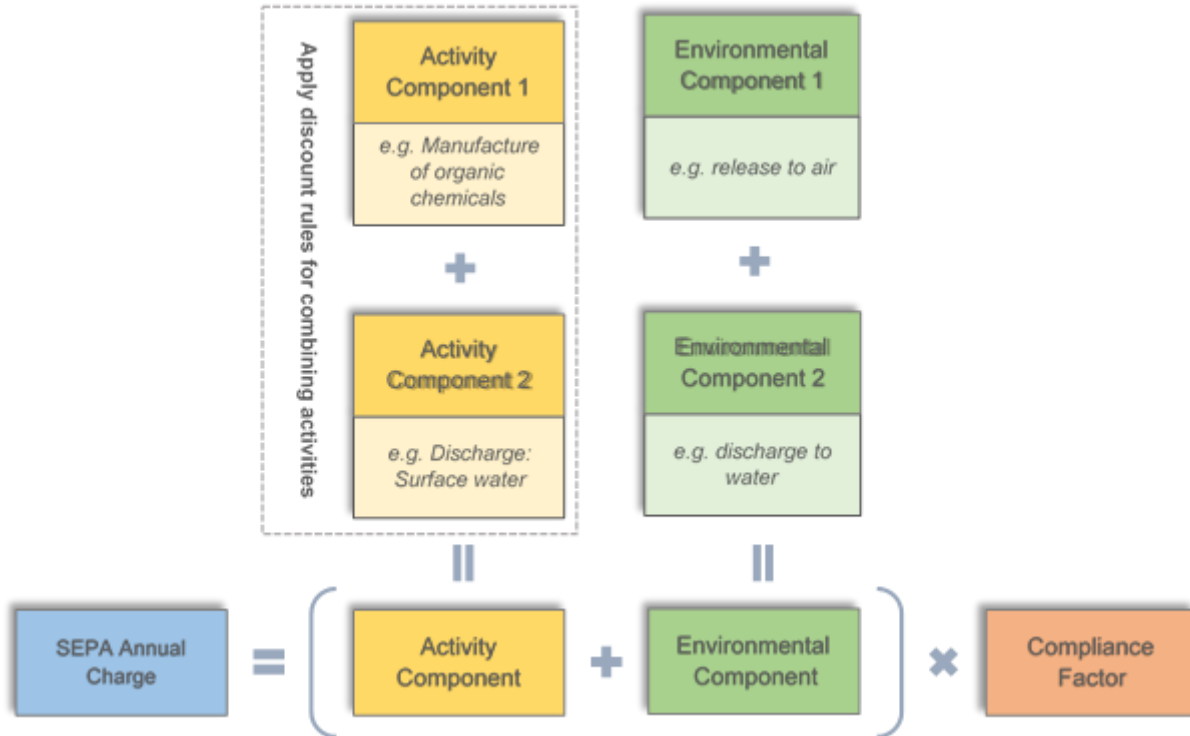 Apply discount rules for combining activities
Activity
Component 1
e.g. Manufacture
of organic
chemicals
Environmental
Component 1
e.g. release to air
Activity
Component 2
e.g. Discharge:
Surface water
Environmental
Component 2
e.g. discharge to
water
SEPA Annual
Charge
=
(
Activity
Component
+
Environmental
Component
)
×
Compliance
Factor